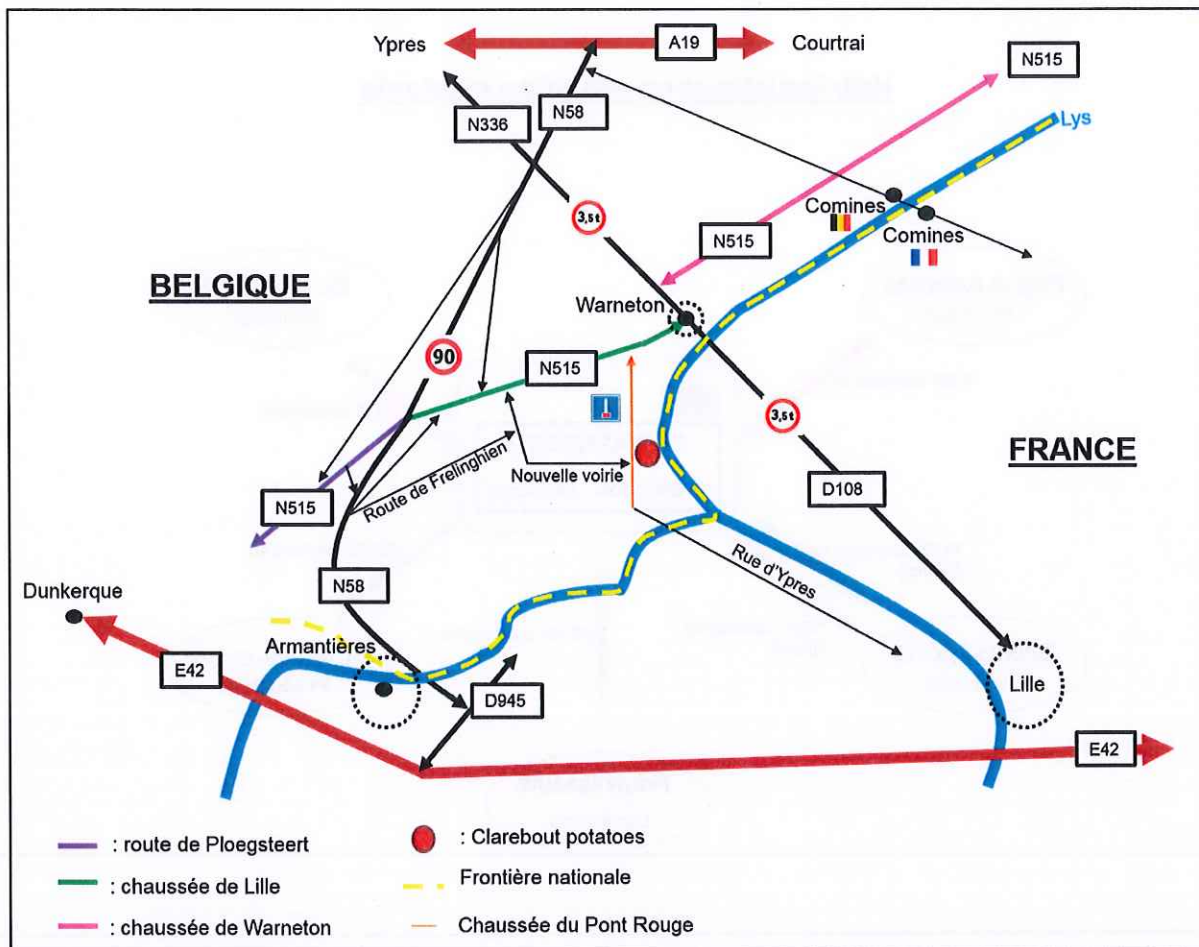 Ypres
A19
Courtrai
N515
N336
N58
Lys
3,5t
Comines
Comines
N515
BELGIQUE
Warneton
90
N515
3,5t
FRANCE
Route de Frelinghien
Nouvelle voirie
D108
N515
Rue d'Ypres
N58
Dunkerque
Armantières
E42
D945
Lille
E42
: route de Ploegsteert
: Clarebout potatoes
: chaussée de Lille
Frontière nationale
: chaussée de Warneton
Chaussée du Pont Rouge